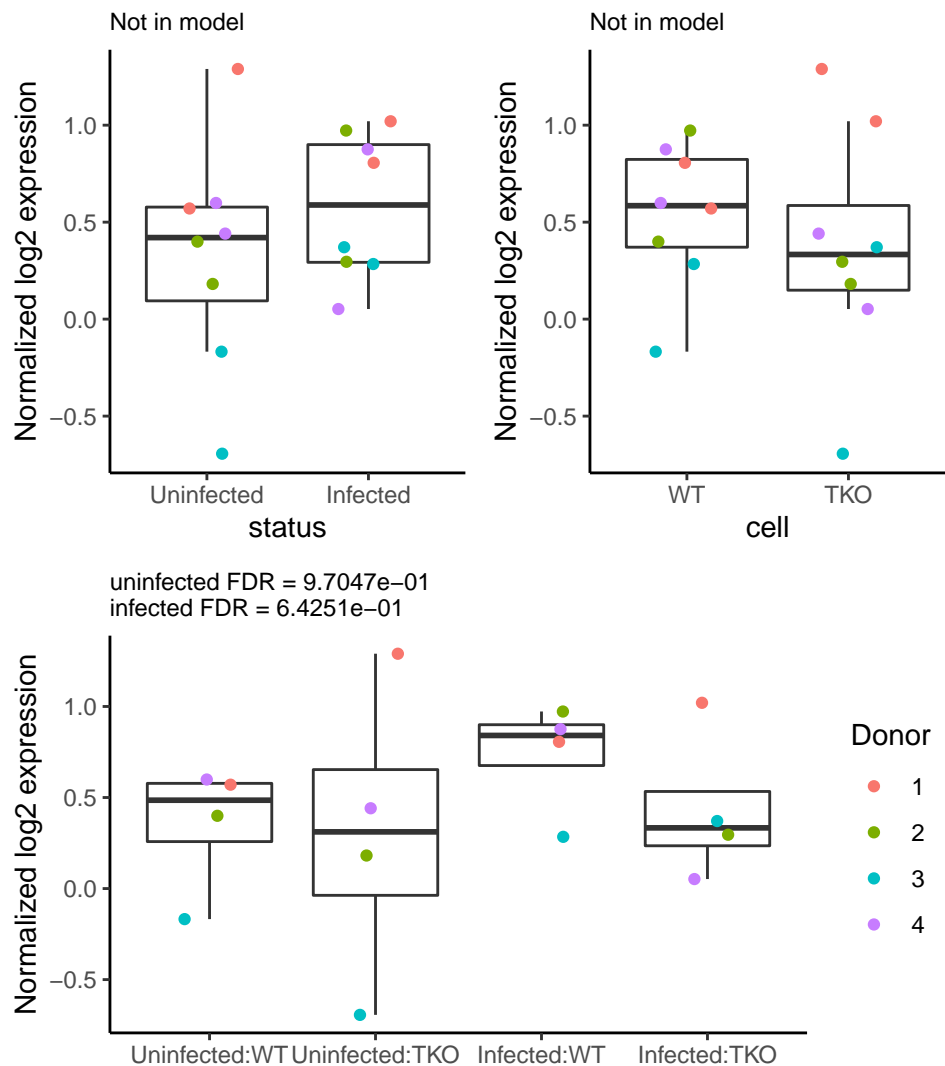 Not in model
Normalized log2 expression
1.0
0.5
0.0
−0.5
Uninfected Infected
status
Not in model
Normalized log2 expression
1.0
0.5
0.0
−0.5
WT TKO
cell
uninfected FDR = 9.7047e−01
infected FDR = 6.4251e−01
Normalized log2 expression
1.0
0.5
0.0
−0.5
Uninfected:WT Uninfected:TKO Infected:WT Infected:TKO
Donor
1
2
3
4